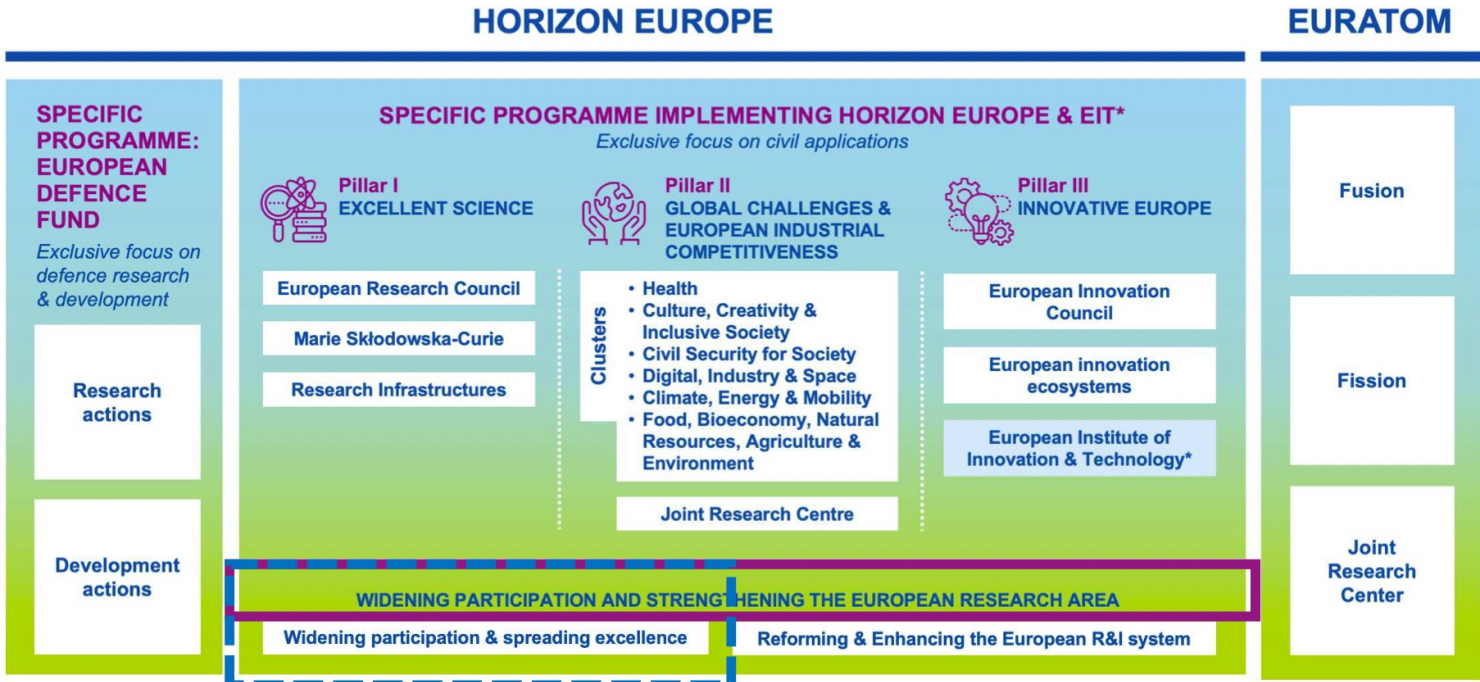 HORIZON EUROPE
EURATOM
SPECIFIC
PROGRAMME:
EUROPEAN
DEFENCE
FUND
Exclusive focus on
defence research
& development
Research
actions
Development
actions
SPECIFIC PROGRAMME IMPLEMENTING HORIZON EUROPE & EIT*
Exclusive focus on civil applications
Pillar I
EXCELLENT SCIENCE
European Research Council
Marie Skłodowska-Curie
Research Infrastructures
Pillar II
GLOBAL CHALLENGES &
EUROPEAN INDUSTRIAL
COMPETITIVENESS
Clusters
• Health
• Culture, Creativity &
Inclusive Society
• Civil Security for Society
• Digital, Industry & Space
• Climate, Energy & Mobility
• Food, Bioeconomy, Natural
Resources, Agriculture &
Environment
Joint Research Centre
Pillar III
INNOVATIVE EUROPE
European Innovation
Council
European innovation
ecosystems
European Institute of
Innovation & Technology*
WIDENING PARTICIPATION AND STRENGTHENING THE EUROPEAN RESEARCH AREA
Widening participation & spreading excellence
Reforming & Enhancing the European R&I system
Fusion
Fission
Joint
Research
Center